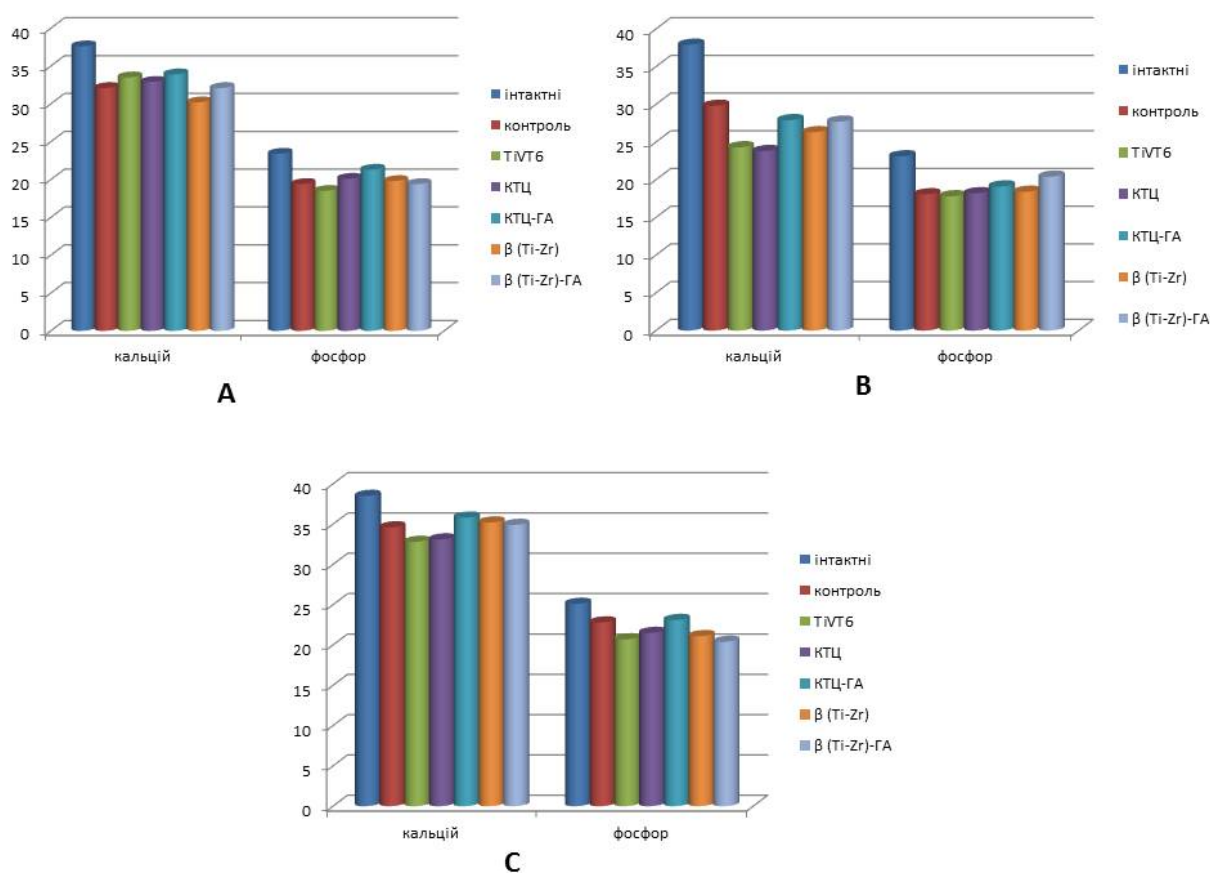 40
35
30
25
20
15
10
5
0
кальцій
фосфор
інтактні
контроль
TiVT6
КТЦ
КТЦ-ГА
β (Ti-Zr)
β (Ti-Zr)-ГА
A
40
35
30
25
20
15
10
5
0
кальцій
фосфор
інтактні
контроль
TiVT6
КТЦ
КТЦ-ГА
β (Ti-Zr)
β (Ti-Zr)-ГА
B
40
35
30
25
20
15
10
5
0
кальцій
фосфор
інтактні
контроль
TiVT6
КТЦ
КТЦ-ГА
β (Ti-Zr)
β (Ti-Zr)-ГА
C